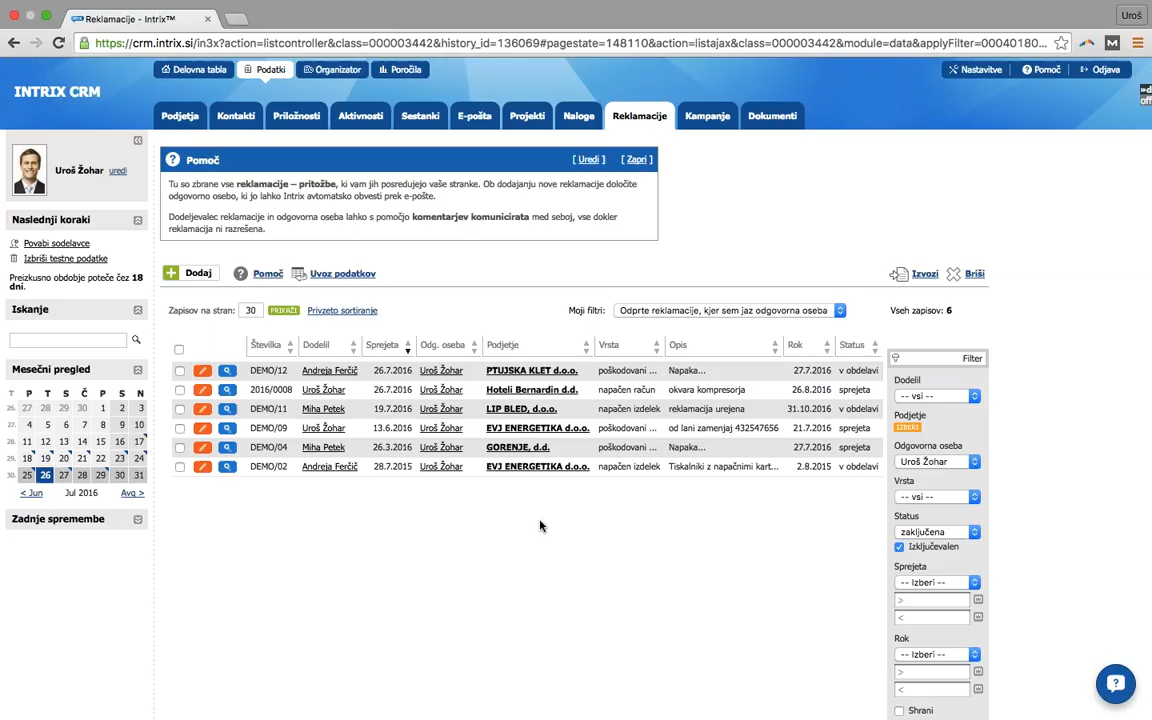 Reklamacije - Intrix™
Uroš
https://crm.intrix.si/in3x?action=listcontroller&class=000003442&history_id=136069#pagestate=148110&action=listajax&class=000003442&module=data&applyFilter=00040180...
Delovna tabla
Podatki
Organizator
Poročila
Nastavitve
Pomoč
Odjava
INTRIX CRM
Podjetja
Kontakti
Priložnosti
Aktivnosti
Sestanki
E-pošta
Projekti
Naloge
Reklamacije
Kampanje
Dokumenti
Uroš Žohar uredi
Naslednji koraki
Povabi sodelavce
Izbriši testne podatke
Preizkusno obdobje poteče čez 18
dni.
Iskanje
Mesečni pregled
T P T S Č P S N
26. 27 28 29 30 1 2 3
27. 4 5 6 7 8 9 10
28. 11 12 13 14 15 16 17
29. 18 19 20 21 22 23 24
30. 25 26 27 28 29 30 31
< Jun Jul 2016 Avg >
Zadnje spremembe
Pomoč [ Uredi ] [ Zapri ]
Tu so zbrane vse reklamacije – pritožbe, ki vam jih posredujejo vaše stranke. Ob dodajanju nove reklamacije določite
odgovorno osebo, ki jo lahko Intrix avtomatsko obvesti prek e-pošte.
Dodeljevalec reklamacije in odgovorna oseba lahko s pomočjo komentarjev komunicirata med seboj, vse dokler
reklamacija ni razrešena.
Dodaj
Pomoč
Uvoz podatkov
Izvozi
Briši
Zapisov na stran: 30 PRIKAŽI Privzeto sortiranje
Moji filtri: Odprte reklamacije, kjer sem jaz odgovorna oseba
Vseh zapisov: 6
Številka Dodelil Sprejeta Odg. oseba Podjetje Vrsta Opis Rok Status
DEMO/12 Andreja Ferčič 26.7.2016 Uroš Žohar PTUJSKA KLET d.o.o. poškodovani ... Napaka... 27.7.2016 v obdelavi
2016/0008 Uroš Žohar 26.7.2016 Uroš Žohar Hoteli Bernardin d.d. napačen račun okvara kompresorja 26.8.2016 sprejeta
DEMO/11 Miha Petek 19.7.2016 Uroš Žohar LIP BLED, d.o.o. napačen izdelek reklamacija urejena 31.10.2016 v obdelavi
DEMO/09 Uroš Žohar 13.6.2016 Uroš Žohar EVJ ENERGETIKA d.o.o. poškodovani ... od lani zamenjaj 432547656 21.7.2016 sprejeta
DEMO/04 Miha Petek 26.3.2016 Uroš Žohar GORENJE, d.d. poškodovani ... Napaka... 27.7.2016 sprejeta
DEMO/02 Andreja Ferčič 28.7.2015 Uroš Žohar EVJ ENERGETIKA d.o.o. napačen izdelek Tiskalniki z napačnimi kart... 2.8.2015 v obdelavi
Filter
Dodelil
-- vsi --
Podjetje
IZBERI
Odgovorna oseba
Uroš Žohar
Vrsta
-- vsi --
Status
zaključena
Izključevalen
Sprejeta
-- Izberi --
>
<
Rok
-- Izberi --
>
<
Shrani